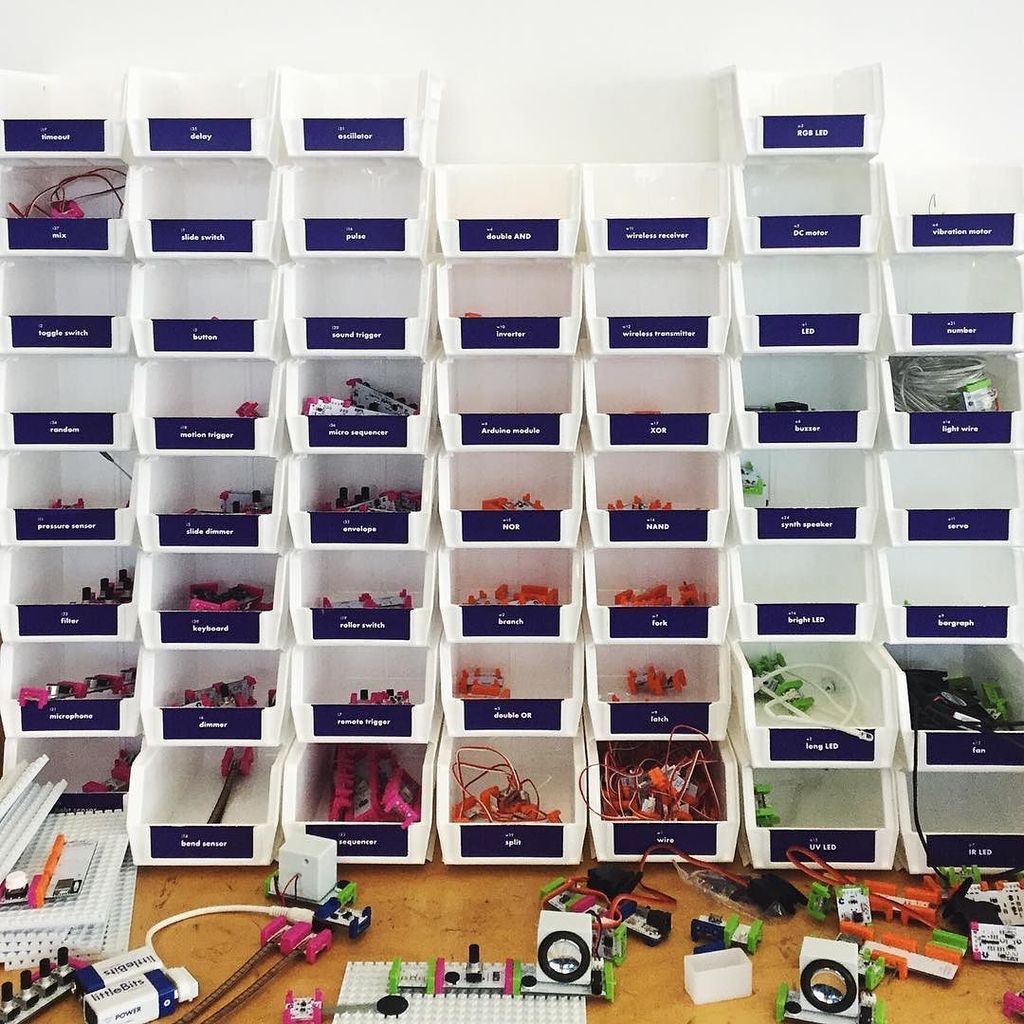 timeout
delay
oscillator
RGB LED
mix
slide switch
pulse
double AND
wireless receiver
DC motor
vibration motor
toggle switch
button
sound trigger
inverter
wireless transmitter
LED
number
random
motion trigger
micro sequencer
Arduino module
XOR
buzzer
light wire
pressure sensor
slide dimmer
envelope
NOR
NAND
synth speaker
servo
filter
keyboard
roller switch
branch
fork
bright LED
bargraph
microphone
dimmer
remote trigger
double OR
latch
long LED
fan
bend sensor
sequencer
split
wire
UV LED
IR LED
littleBits
littleBits
POWER